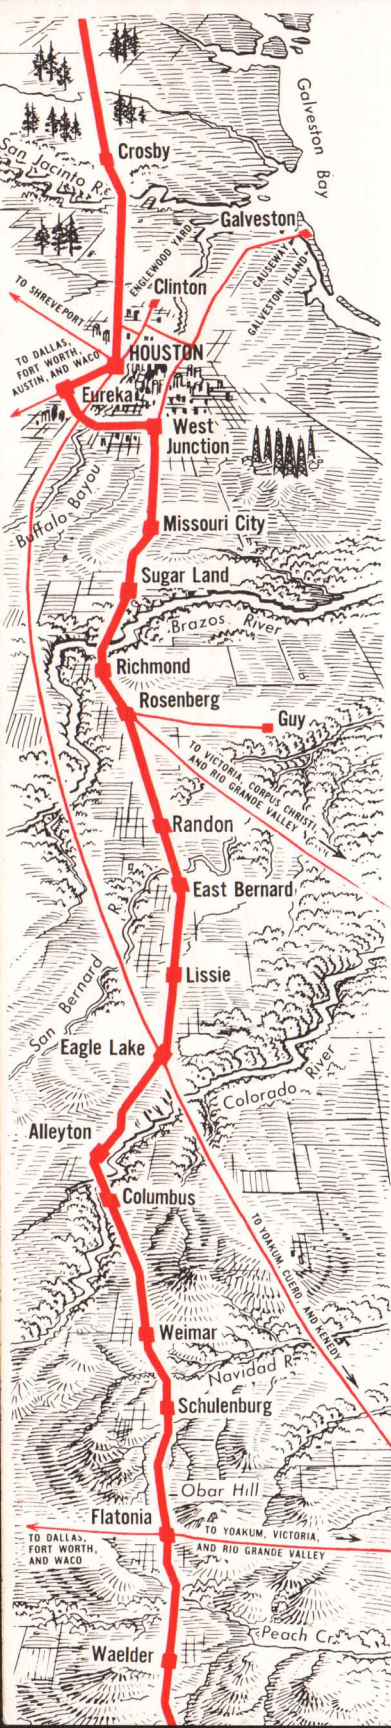 Galveston Bay
Crosby
San Jacinto R.
Galveston
ENGLEWOOD YARD
CAUSEWAY
GALVESTON ISLAND
Clinton
TO SHREVEPORT
HOUSTON
TO DALLAS,
FORT WORTH,
AUSTIN, AND WACO
Eureka
West
Junction
Buffalo Bayou
Missouri City
Sugar Land
Brazos River
Richmond
Rosenberg
Guy
TO VICTORIA, CORPUS CHRISTI,
AND RIO GRANDE VALLEY
Randon
East Bernard
San Bernard R.
Lissie
Eagle Lake
Colorado River
Alleyton
Columbus
TO YOAKUM, CUERO, AND KENEDY
Weimar
Navidad R.
Schulenburg
Obar Hill
Flatonia
TO DALLAS,
FORT WORTH,
AND WACO
TO YOAKUM, VICTORIA,
AND RIO GRANDE VALLEY
Peach Cr.
Waelder